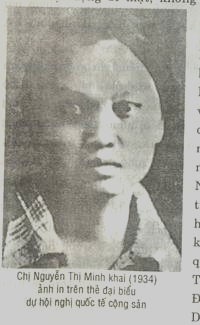 Chị Nguyễn Thị Minh khai (1934)
ảnh in trên thẻ đại biểu
dự hội nghị quốc tế cộng sản